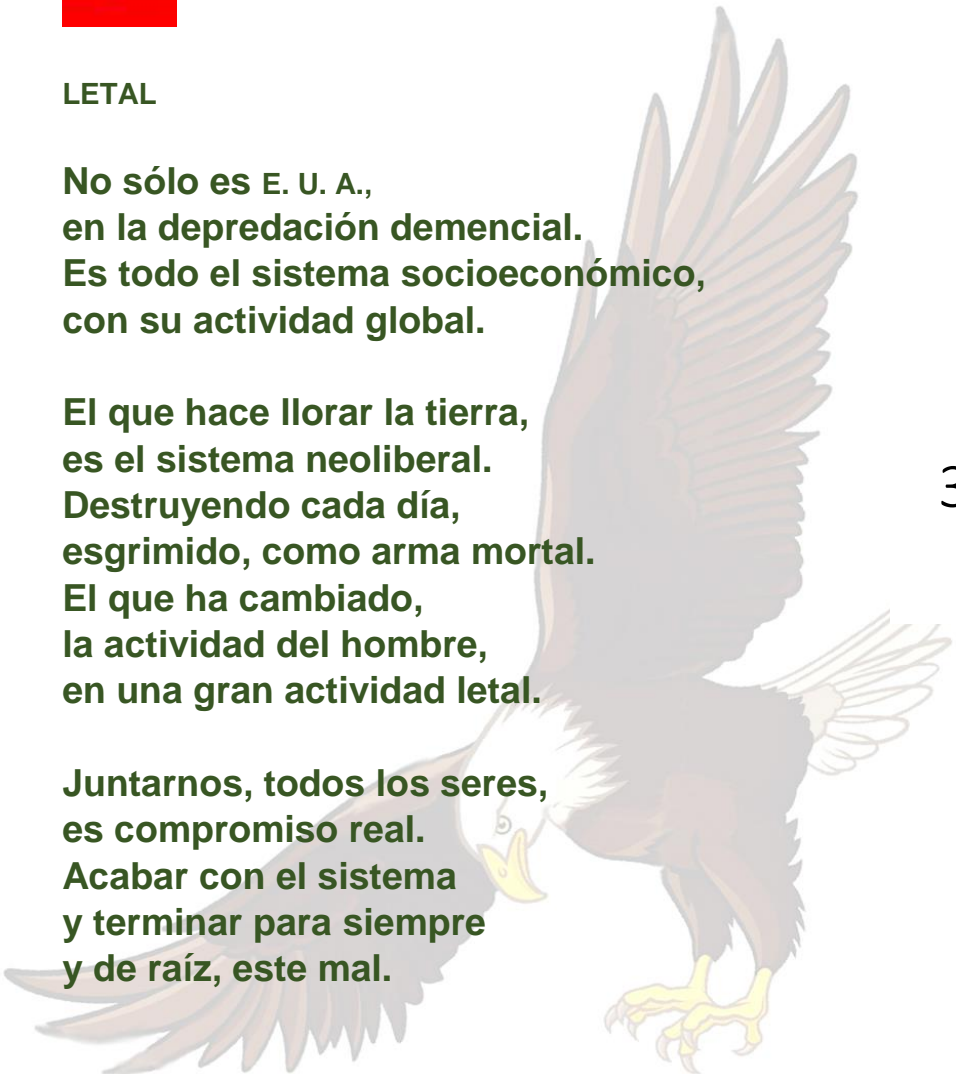 LETAL
No sólo es E. U. A.,
en la depredación demencial.
Es todo el sistema socioeconómico,
con su actividad global.
El que hace llorar la tierra,
es el sistema neoliberal.
Destruyendo cada día,
esgrimido, como arma mortal.
El que ha cambiado,
la actividad del hombre,
en una gran actividad letal.
Juntarnos, todos los seres,
es compromiso real.
Acabar con el sistema
y terminar para siempre
y de raíz, este mal.